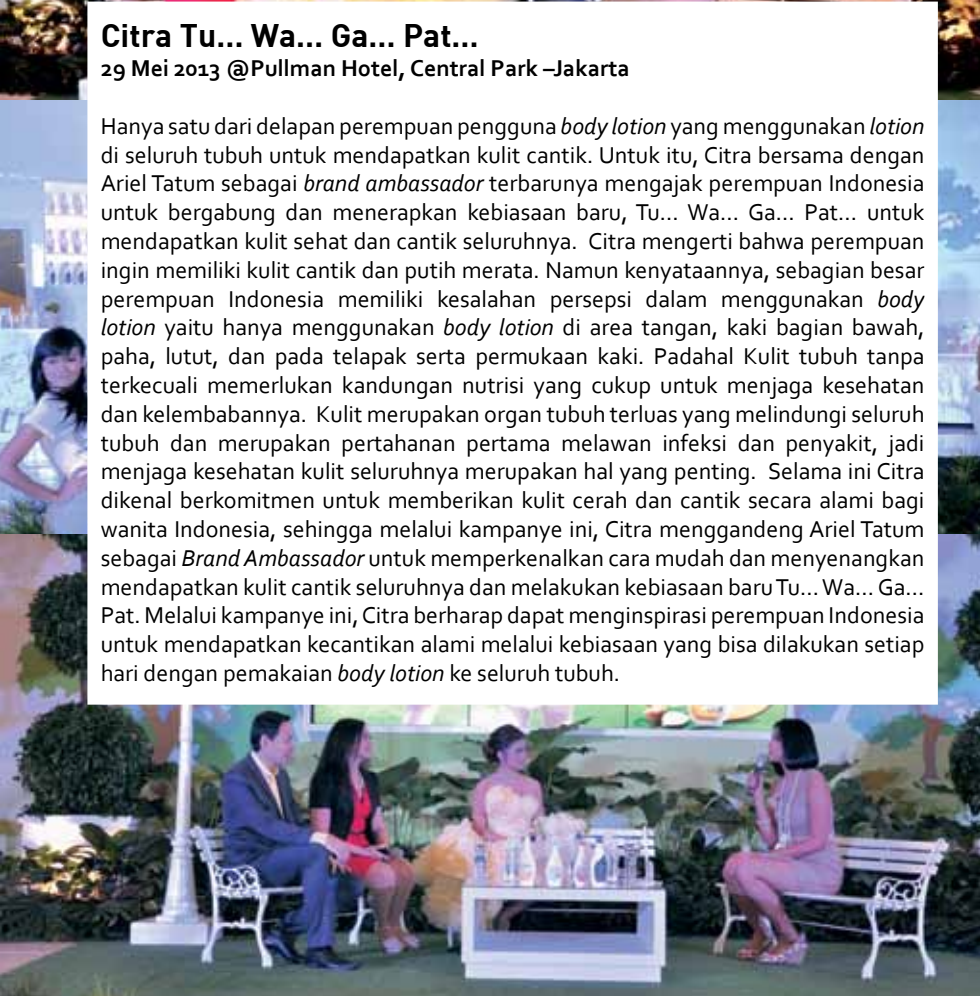 Citra Tu... Wa... Ga... Pat...
29 Mei 2013 @Pullman Hotel, Central Park –Jakarta
Hanya satu dari delapan perempuan pengguna body lotion yang menggunakan lotion
di seluruh tubuh untuk mendapatkan kulit cantik. Untuk itu, Citra bersama dengan
Ariel Tatum sebagai brand ambassador terbarunya mengajak perempuan Indonesia
untuk bergabung dan menerapkan kebiasaan baru, Tu... Wa... Ga... Pat... untuk
mendapatkan kulit sehat dan cantik seluruhnya. Citra mengerti bahwa perempuan
ingin memiliki kulit cantik dan putih merata. Namun kenyataannya, sebagian besar
perempuan Indonesia memiliki kesalahan persepsi dalam menggunakan body
lotion yaitu hanya menggunakan body lotion di area tangan, kaki bagian bawah,
paha, lutut, dan pada telapak serta permukaan kaki. Padahal Kulit tubuh tanpa
terkecuali memerlukan kandungan nutrisi yang cukup untuk menjaga kesehatan
dan kelembabannya. Kulit merupakan organ tubuh terluas yang melindungi seluruh
tubuh dan merupakan pertahanan pertama melawan infeksi dan penyakit, jadi
menjaga kesehatan kulit seluruhnya merupakan hal yang penting. Selama ini Citra
dikenal berkomitmen untuk memberikan kulit cerah dan cantik secara alami bagi
wanita Indonesia, sehingga melalui kampanye ini, Citra menggandeng Ariel Tatum
sebagai Brand Ambassador untuk memperkenalkan cara mudah dan menyenangkan
mendapatkan kulit cantik seluruhnya dan melakukan kebiasaan baru Tu... Wa... Ga...
Pat. Melalui kampanye ini, Citra berharap dapat menginspirasi perempuan Indonesia
untuk mendapatkan kecantikan alami melalui kebiasaan yang bisa dilakukan setiap
hari dengan pemakaian body lotion ke seluruh tubuh.